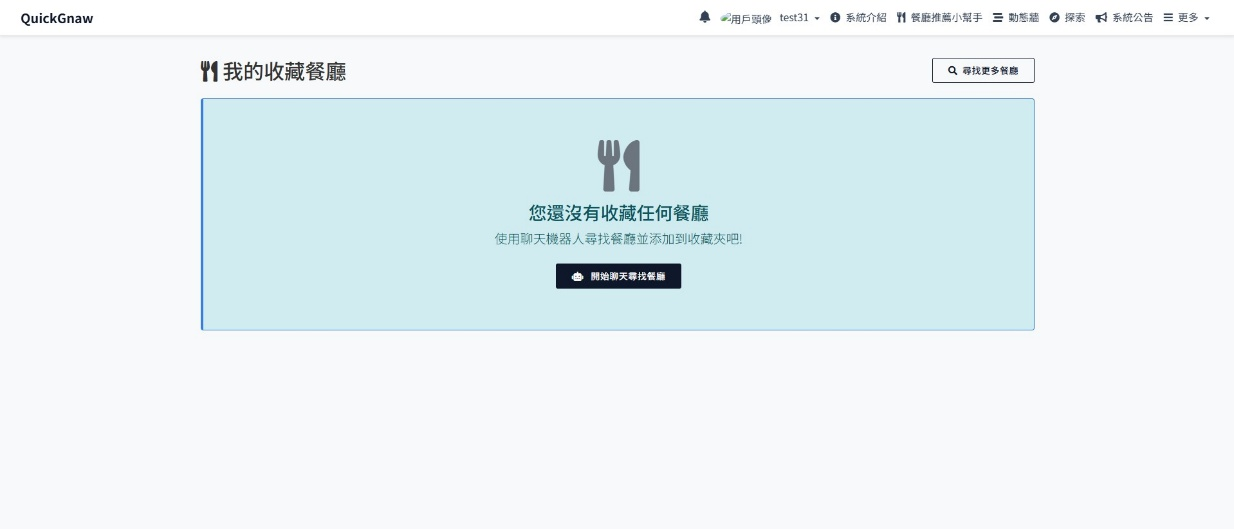 QuickGnaw
用戶頭像 test31 系統介紹 餐廳推薦小幫手 動態牆 探索 系統公告 更多
我的收藏餐廳
尋找更多餐廳
您還沒有收藏任何餐廳
使用聊天機器人尋找餐廳並添加到收藏夾吧!
開始聊天尋找餐廳